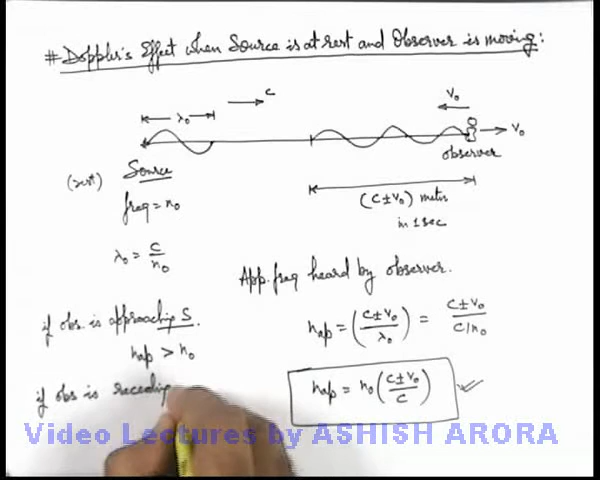 # Doppler's Effect when Source is at rest and Observer is moving :
c
λ₀
V₀
V₀
observer
(rest) Source
freq = n₀
(C±V₀) meter
in 1 sec
λ₀ = C/n₀
App. freq heard by observer.
if obs. is approaching S.
nap = (C±V₀/λ₀) = C±V₀/C/n₀
nap > n₀
if obs is receding
nap = n₀ (C±V₀/C)
Video Lectures by ASHISH ARORA